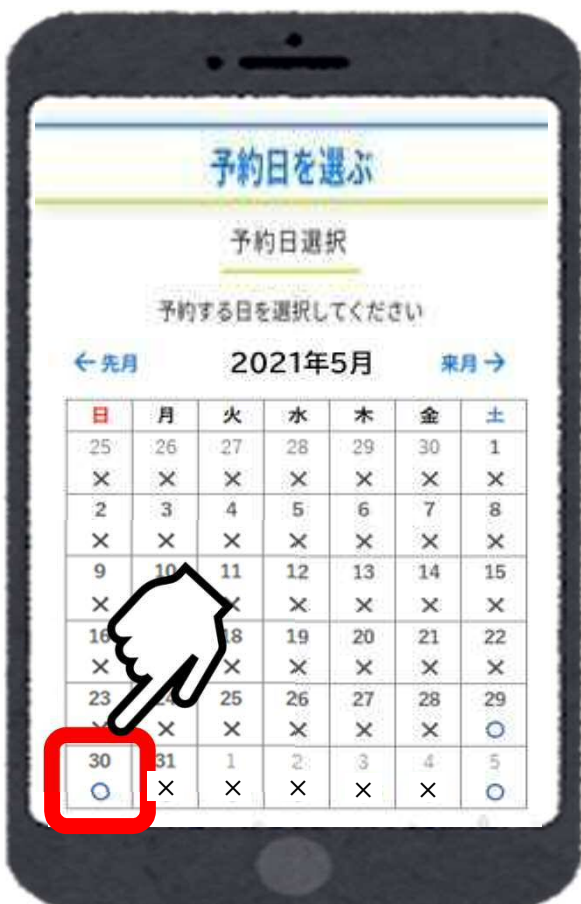 予約日を選ぶ
予約日選択
予約する日を選択してください
←先月 2021年5月 来月→
日 月 火 水 木 金 土
25 26 27 28 29 30 1
× × × × × × ×
2 3 4 5 6 7 8
× × × × × × ×
9 10 11 12 13 14 15
× × × × × ×
16 18 19 20 21 22
× × × × × ×
23 24 25 26 27 28 29
× × × × × × ○
30 31 1 2 3 4 5
○ × × × × × ○